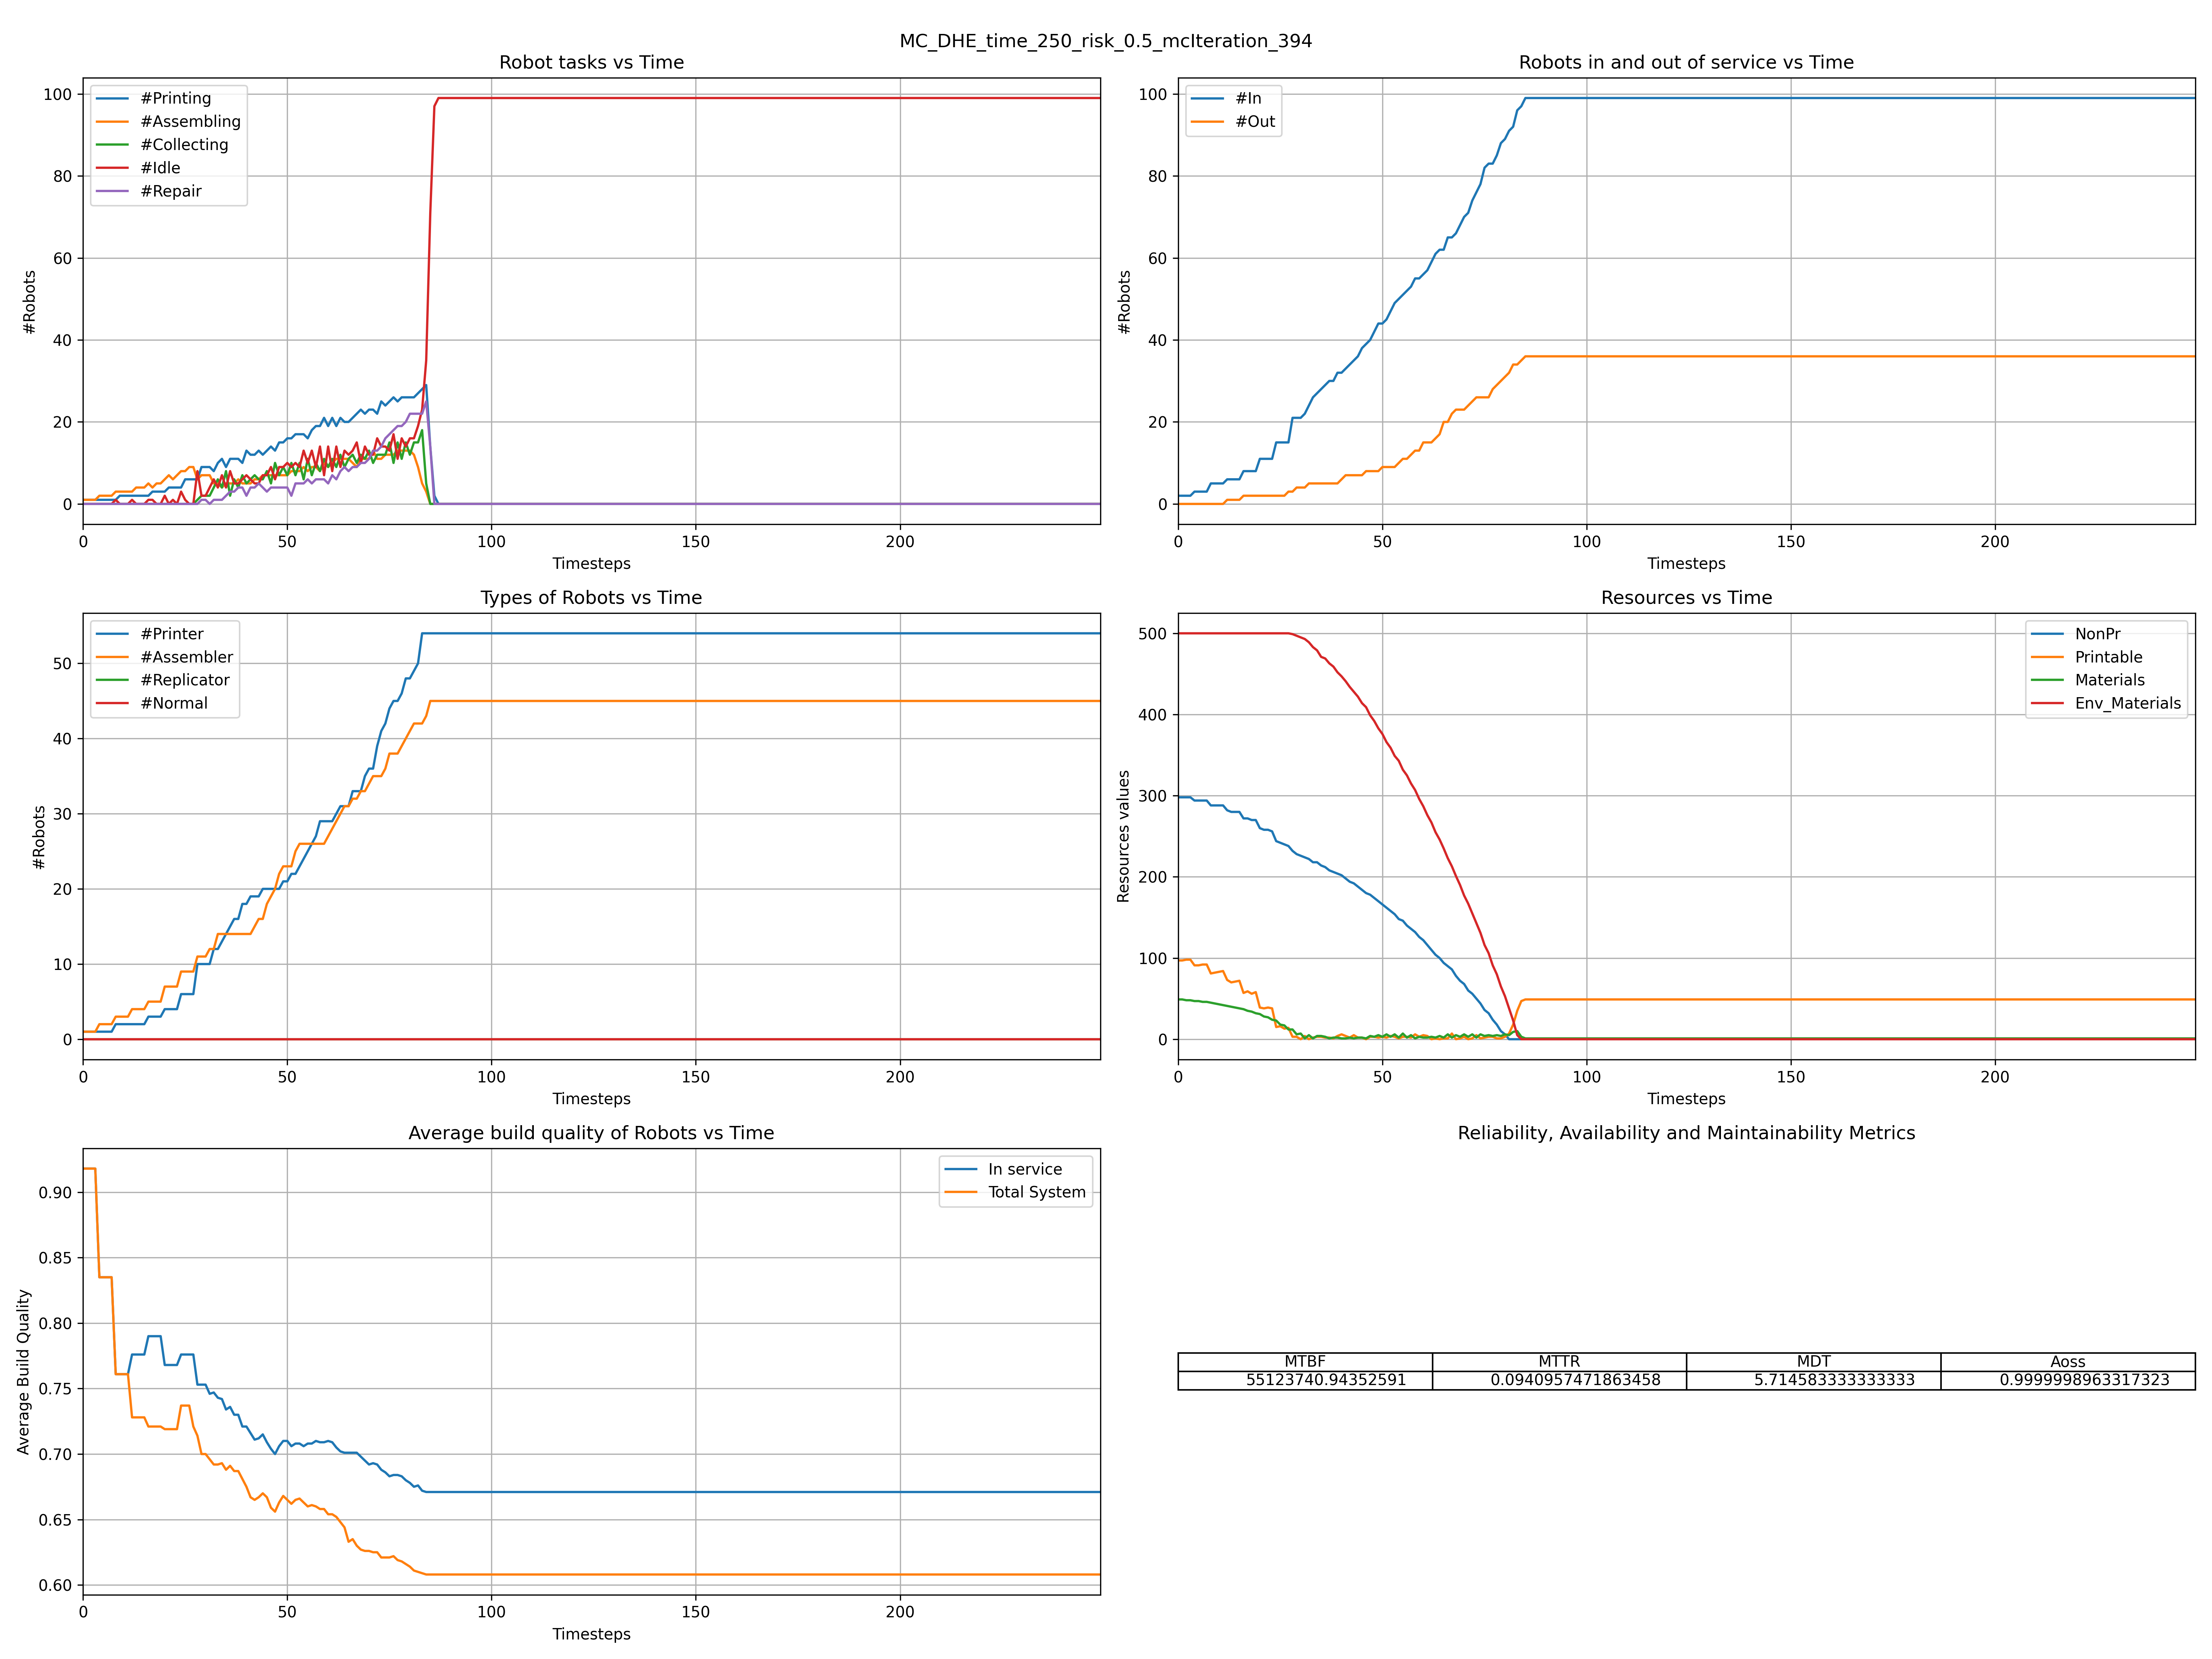 MC_DHE_time_250_risk_0.5_mcIteration_394
Robot tasks vs Time
100
80
60
40
20
0
#Robots
#Printing
#Assembling
#Collecting
#Idle
#Repair
0 50 100 150 200
Timesteps
Robots in and out of service vs Time
100
80
60
40
20
0
#Robots
#In
#Out
0 50 100 150 200
Timesteps
Types of Robots vs Time
50
40
30
20
10
0
#Robots
#Printer
#Assembler
#Replicator
#Normal
0 50 100 150 200
Timesteps
Resources vs Time
500
400
300
200
100
0
Resources values
NonPr
Printable
Materials
Env_Materials
0 50 100 150 200
Timesteps
Average build quality of Robots vs Time
0.90
0.85
0.80
0.75
0.70
0.65
0.60
Average Build Quality
In service
Total System
0 50 100 150 200
Timesteps
Reliability, Availability and Maintainability Metrics
MTBF MTTR MDT Aoss
55123740.94352591 0.0940957471863458 5.714583333333333 0.9999998963317323